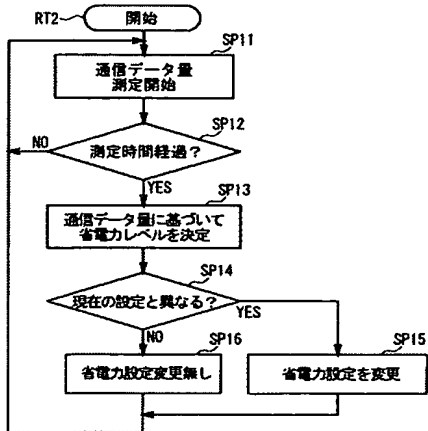 RT2
開始
SP11
通信データ量
測定開始
SP12
NO
測定時間経過？
YES
SP13
通信データ量に基づいて
省電力レベルを決定
SP14
現在の設定と異なる？
YES
NO
SP16
SP15
省電力設定変更無し
省電力設定を変更